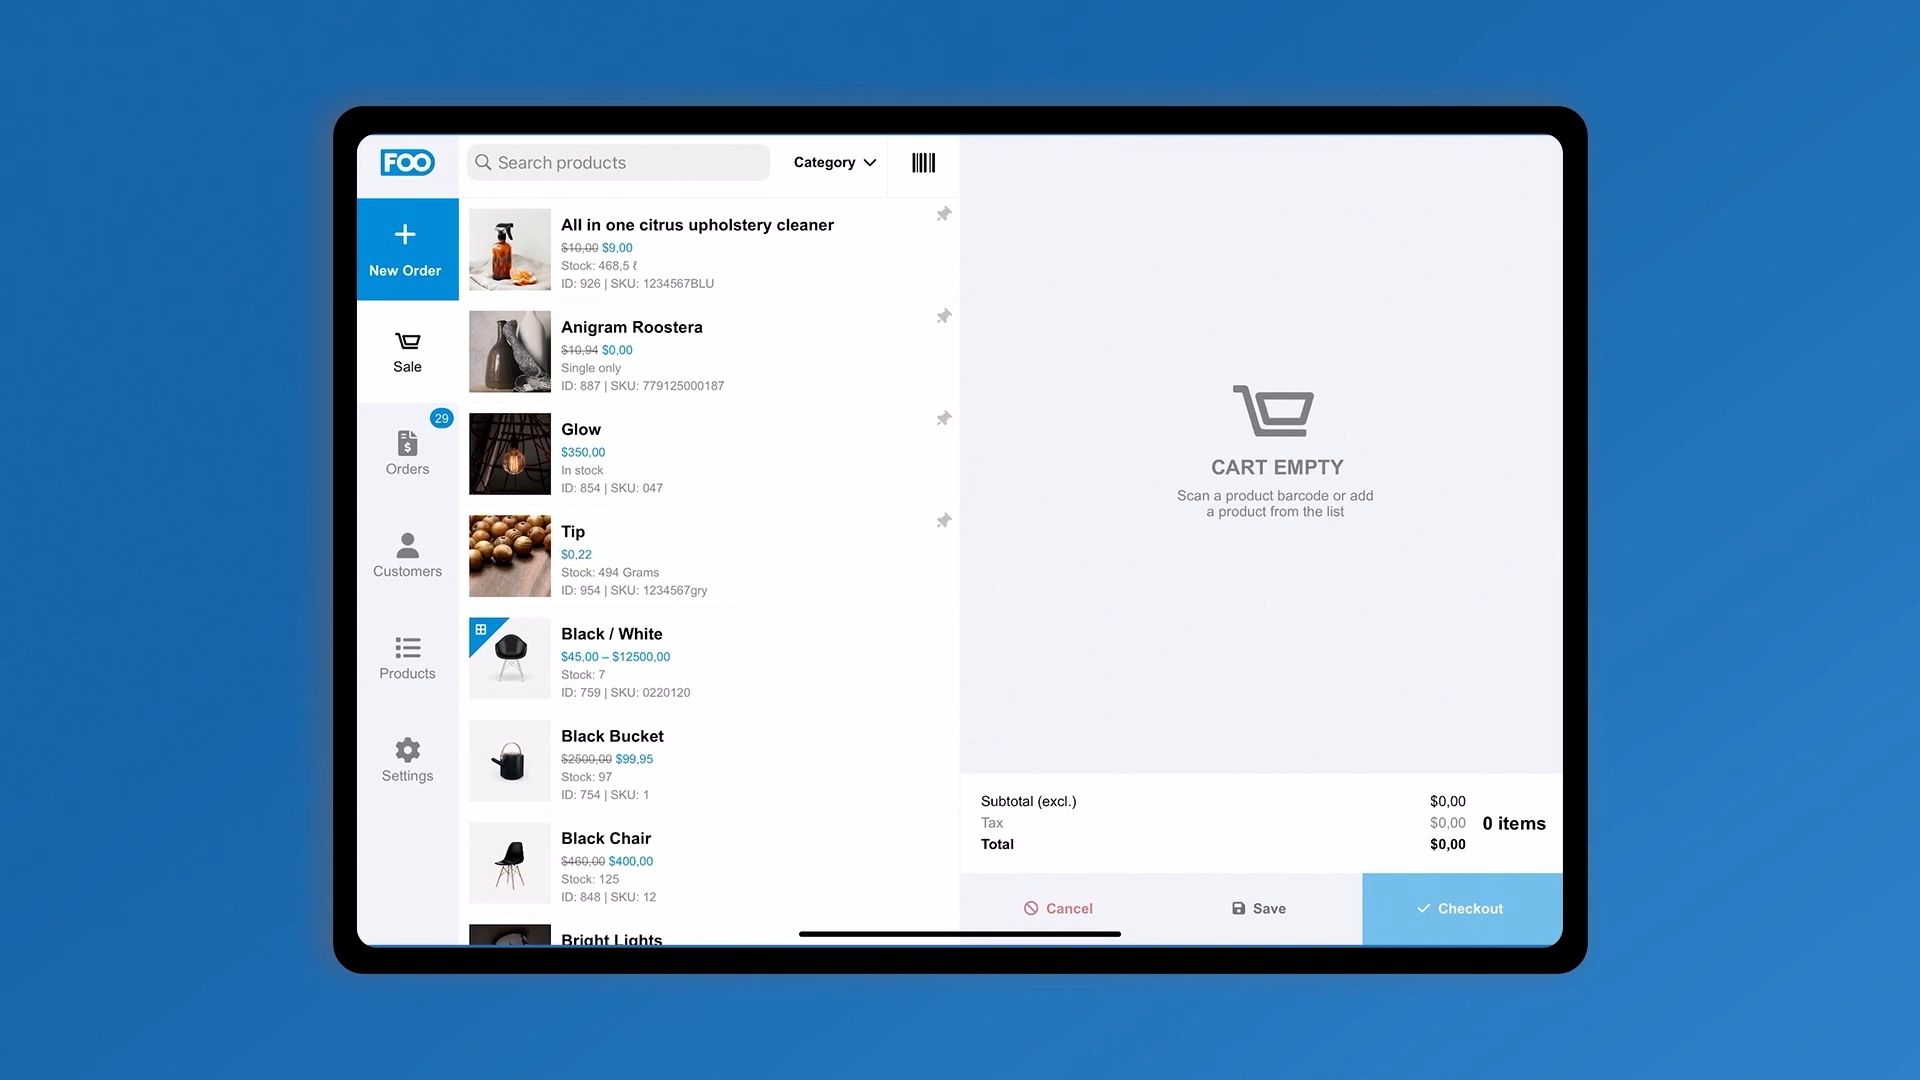 FOO
Search products
Category
New Order
Sale
29
Orders
Customers
Products
Settings
All in one citrus upholstery cleaner
$10,00 $9,00
Stock: 468,5 ℓ
ID: 926 | SKU: 1234567BLU
Anigram Roostera
$10,94 $0,00
Single only
ID: 887 | SKU: 779125000187
Glow
$350,00
In stock
ID: 854 | SKU: 047
Tip
$0,22
Stock: 494 Grams
ID: 954 | SKU: 1234567gry
Black / White
$45,00 – $12500,00
Stock: 7
ID: 759 | SKU: 0220120
Black Bucket
$2500,00 $99,95
Stock: 97
ID: 754 | SKU: 1
Black Chair
$460,00 $400,00
Stock: 125
ID: 848 | SKU: 12
Bright Lights
CART EMPTY
Scan a product barcode or add
a product from the list
Subtotal (excl.) $0,00
Tax $0,00
0 items
Total $0,00
Cancel
Save
Checkout